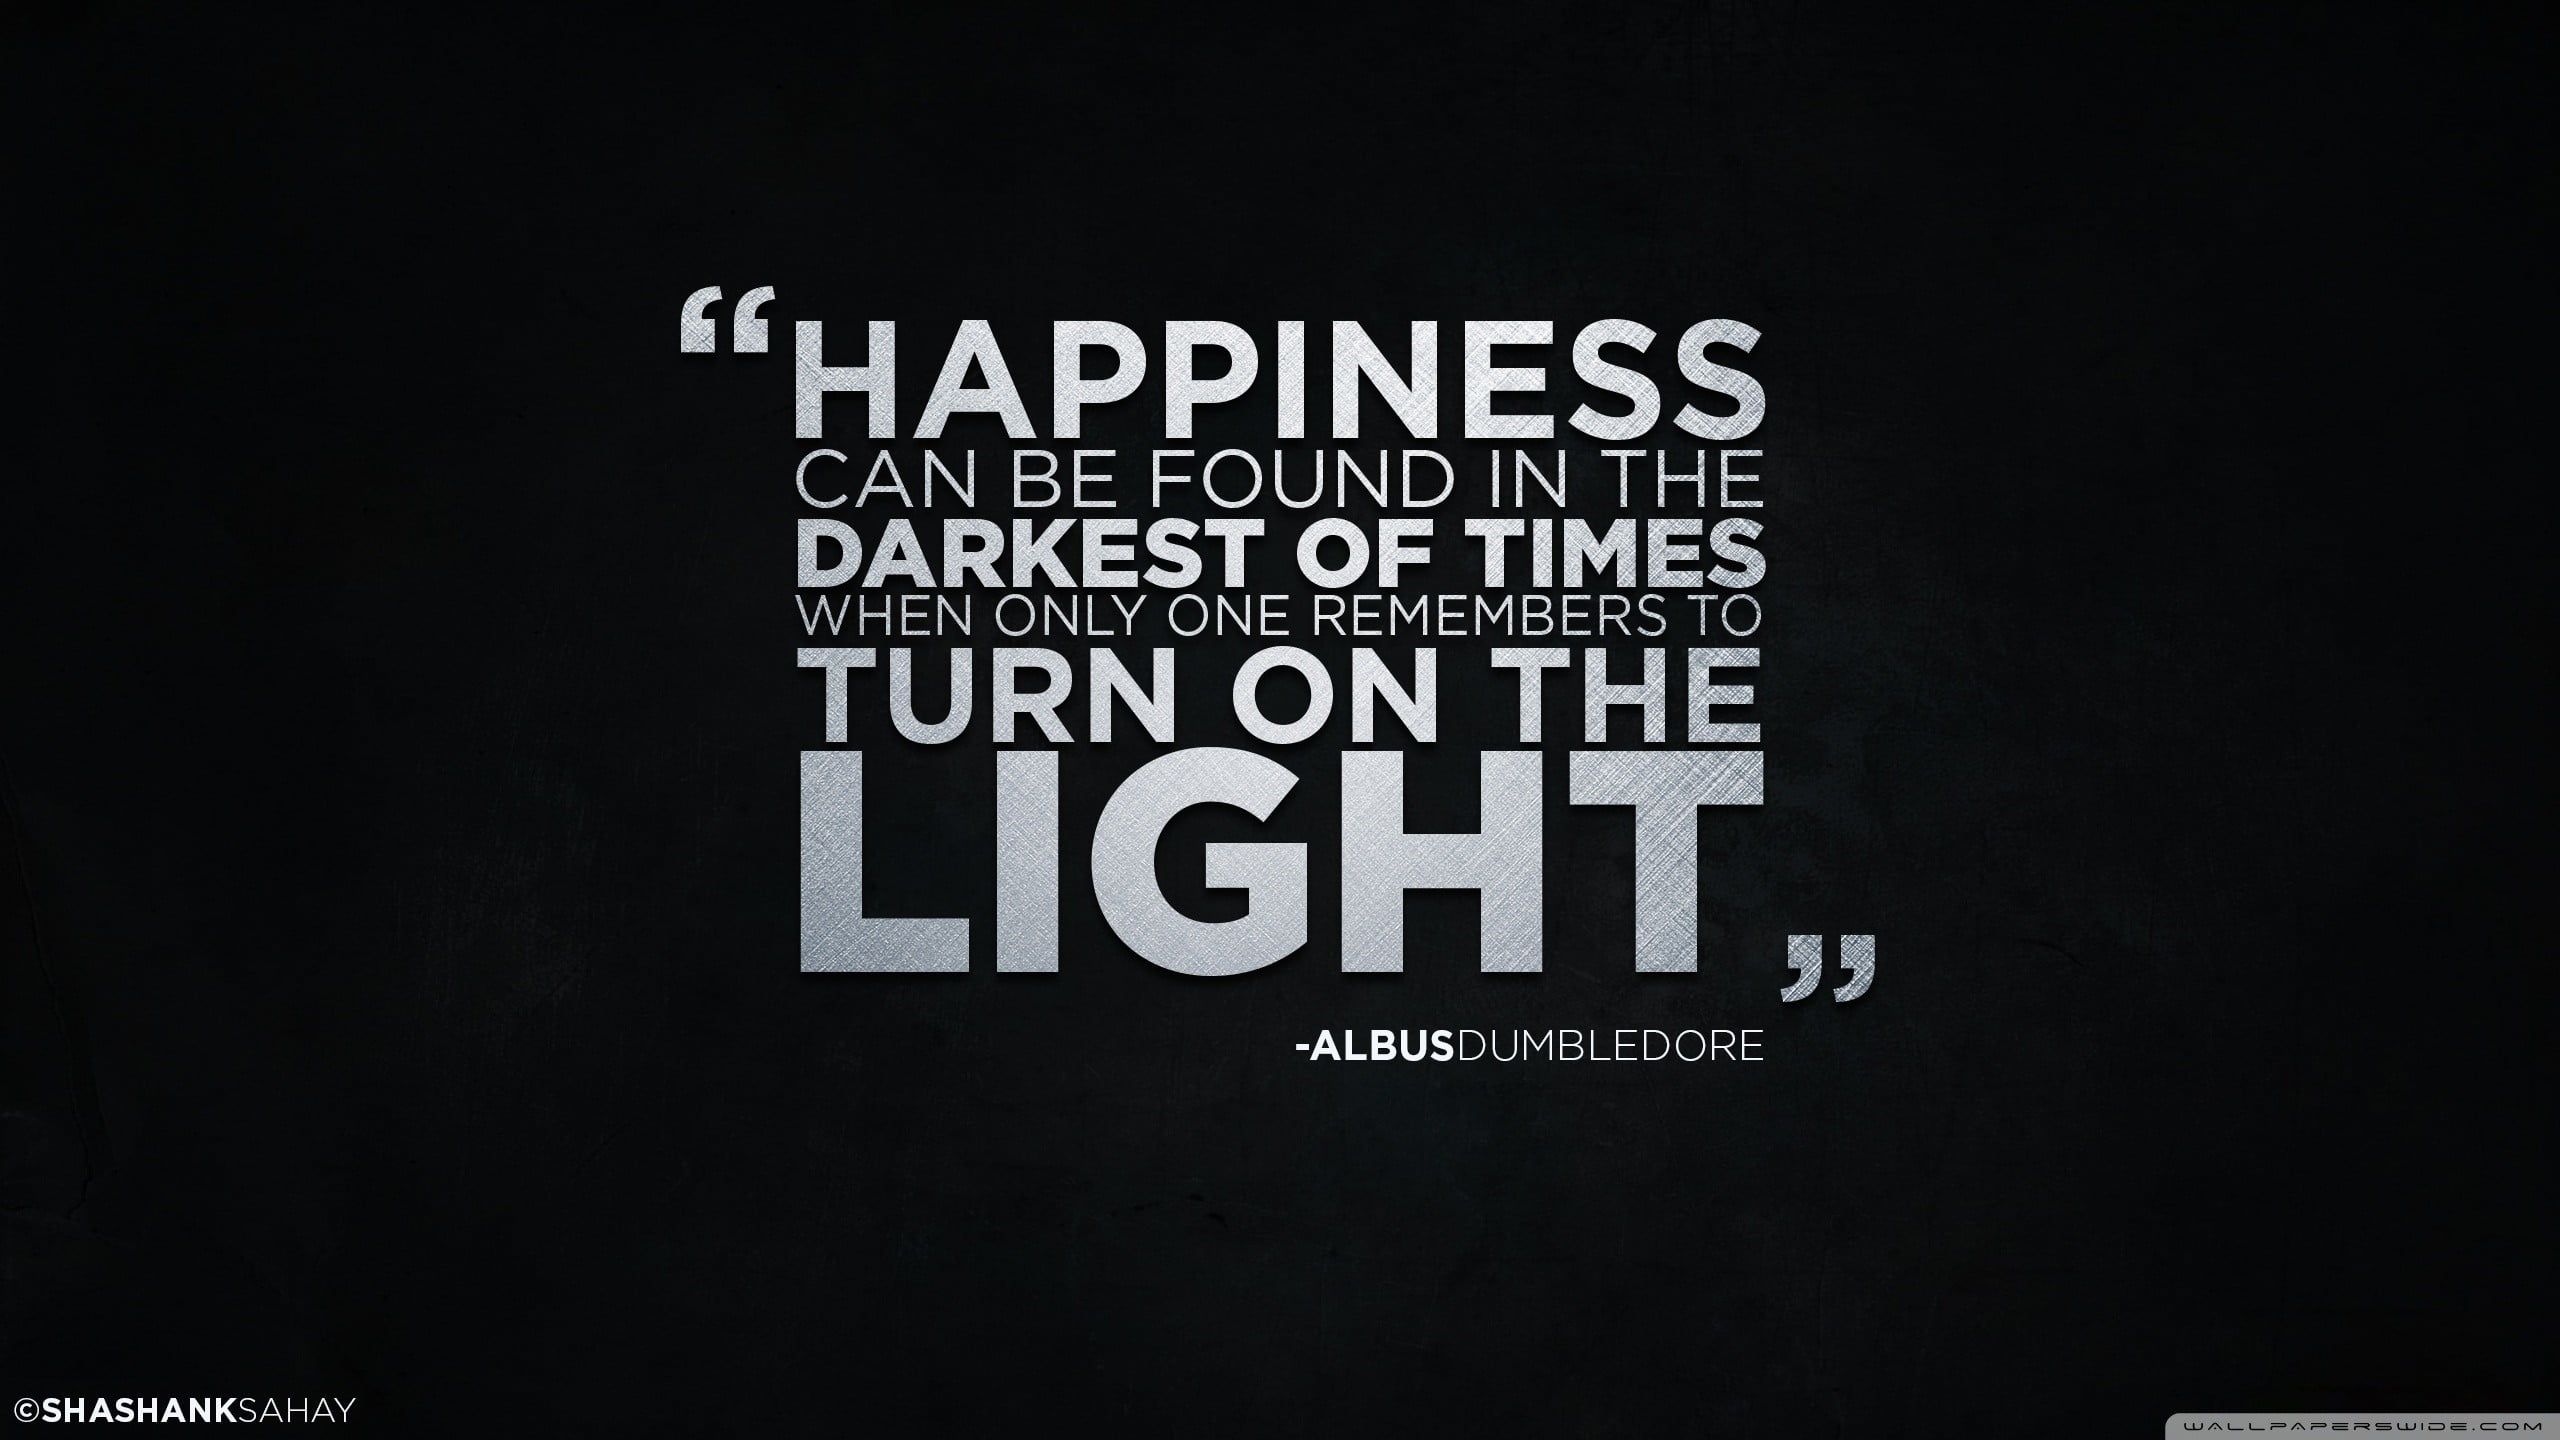 “HAPPINESS
CAN BE FOUND IN THE
DARKEST OF TIMES
WHEN ONLY ONE REMEMBERS TO
TURN ON THE
LIGHT”
-ALBUSDUMBLEDORE
©SHASHANKSAHAY
WALLPAPERSWIDE.COM